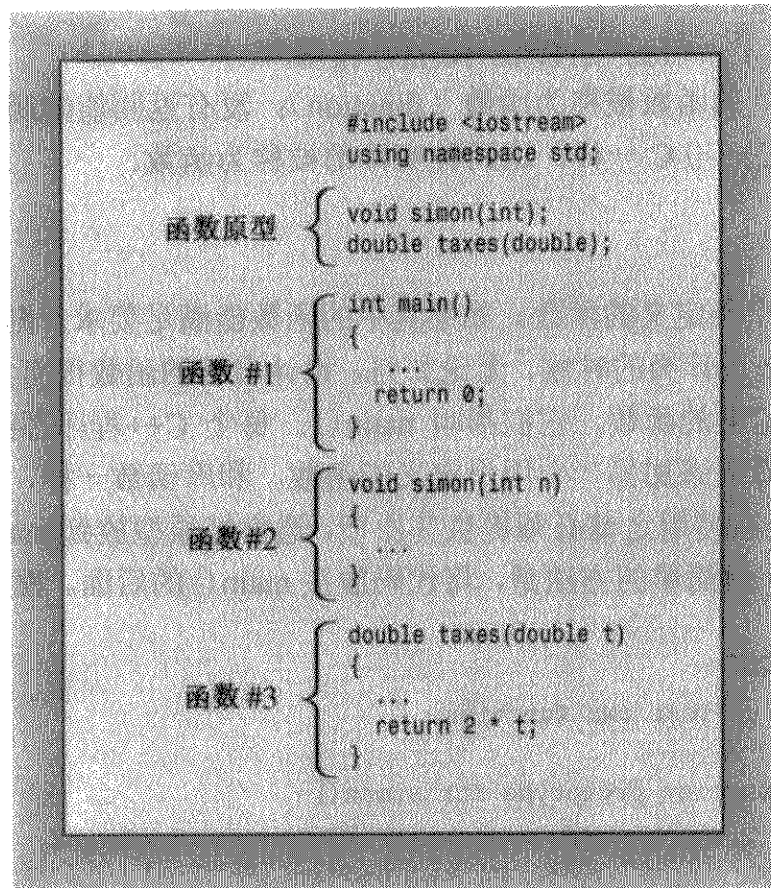 #include <iostream>
using namespace std;
函数原型
void simon(int);
double taxes(double);
函数 #1
int main()
{
...
return 0;
}
函数#2
void simon(int n)
{
...
}
函数 #3
double taxes(double t)
{
...
return 2 * t;
}